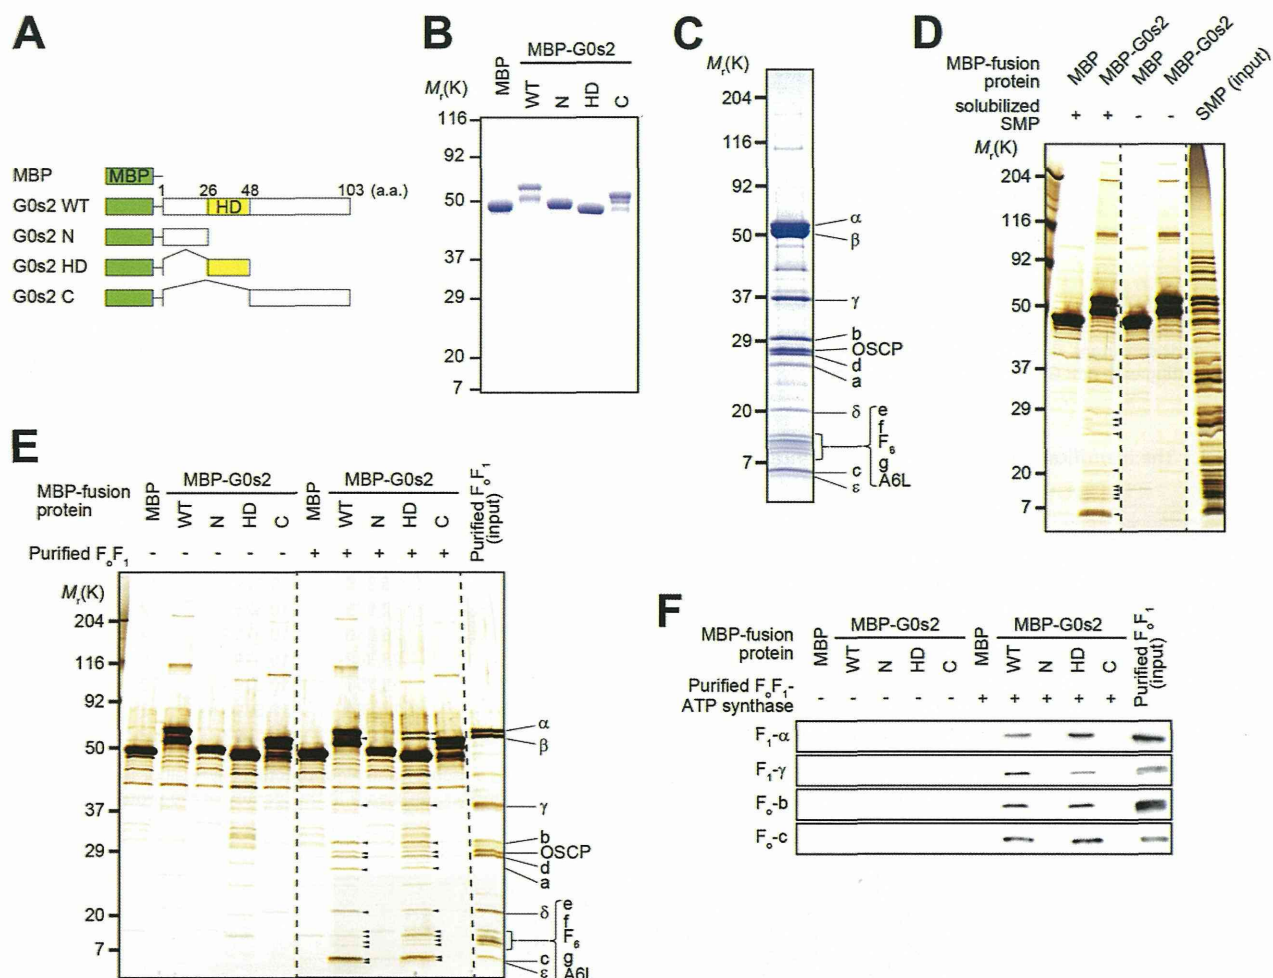 A
MBP
MBP
1 26 48 103 (a.a.)
G0s2 WT
HD
G0s2 N
G0s2 HD
G0s2 C
B
MBP-G0s2
MBP
WT
N
HD
C
Mr(K)
116
92
50
37
29
20
7
C
Mr(K)
204
116
92
50
37
29
20
7
α
β
γ
b
OSCP
d
a
δ
e
f
F6
g
A6L
c
ε
D
MBP-fusion
protein
MBP
MBP-G0s2
MBP
MBP-G0s2
SMP (input)
solubilized
SMP
+ + - -
Mr(K)
204
116
92
50
37
29
20
7
E
MBP-fusion
protein
MBP
MBP-G0s2
WT
N
HD
C
MBP
MBP-G0s2
WT
N
HD
C
Purified FoF1
(input)
Purified FoF1
- - - - - + + + + +
Mr(K)
204
116
92
50
37
29
20
7
α
β
γ
b
OSCP
d
a
δ
e
f
F6
g
A6L
c
ε
F
MBP-fusion
protein
MBP
MBP-G0s2
WT
N
HD
C
MBP
MBP-G0s2
WT
N
HD
C
Purified FoF1
(input)
Purified FoF1-
ATP synthase
- - - - - + + + + +
F1-α
F1-γ
Fo-b
Fo-c